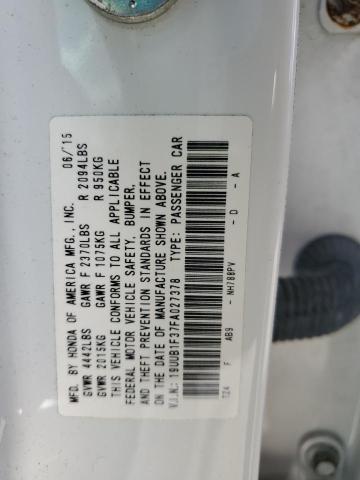 MFD. BY HONDA OF AMERICA MFG., INC. 06/15
GVWR 4442LBS GAWR F 2370LBS R 2094LBS
GVWR 2015KG GAWR F 1075KG R 950KG
THIS VEHICLE CONFORMS TO ALL APPLICABLE
FEDERAL MOTOR VEHICLE SAFETY, BUMPER,
AND THEFT PREVENTION STANDARDS IN EFFECT
ON THE DATE OF MANUFACTURE SHOWN ABOVE.
V.I.N.: 19UUB1F37FA027378 TYPE: PASSENGER CAR
T24 F AB9 - NH788PV - D - A